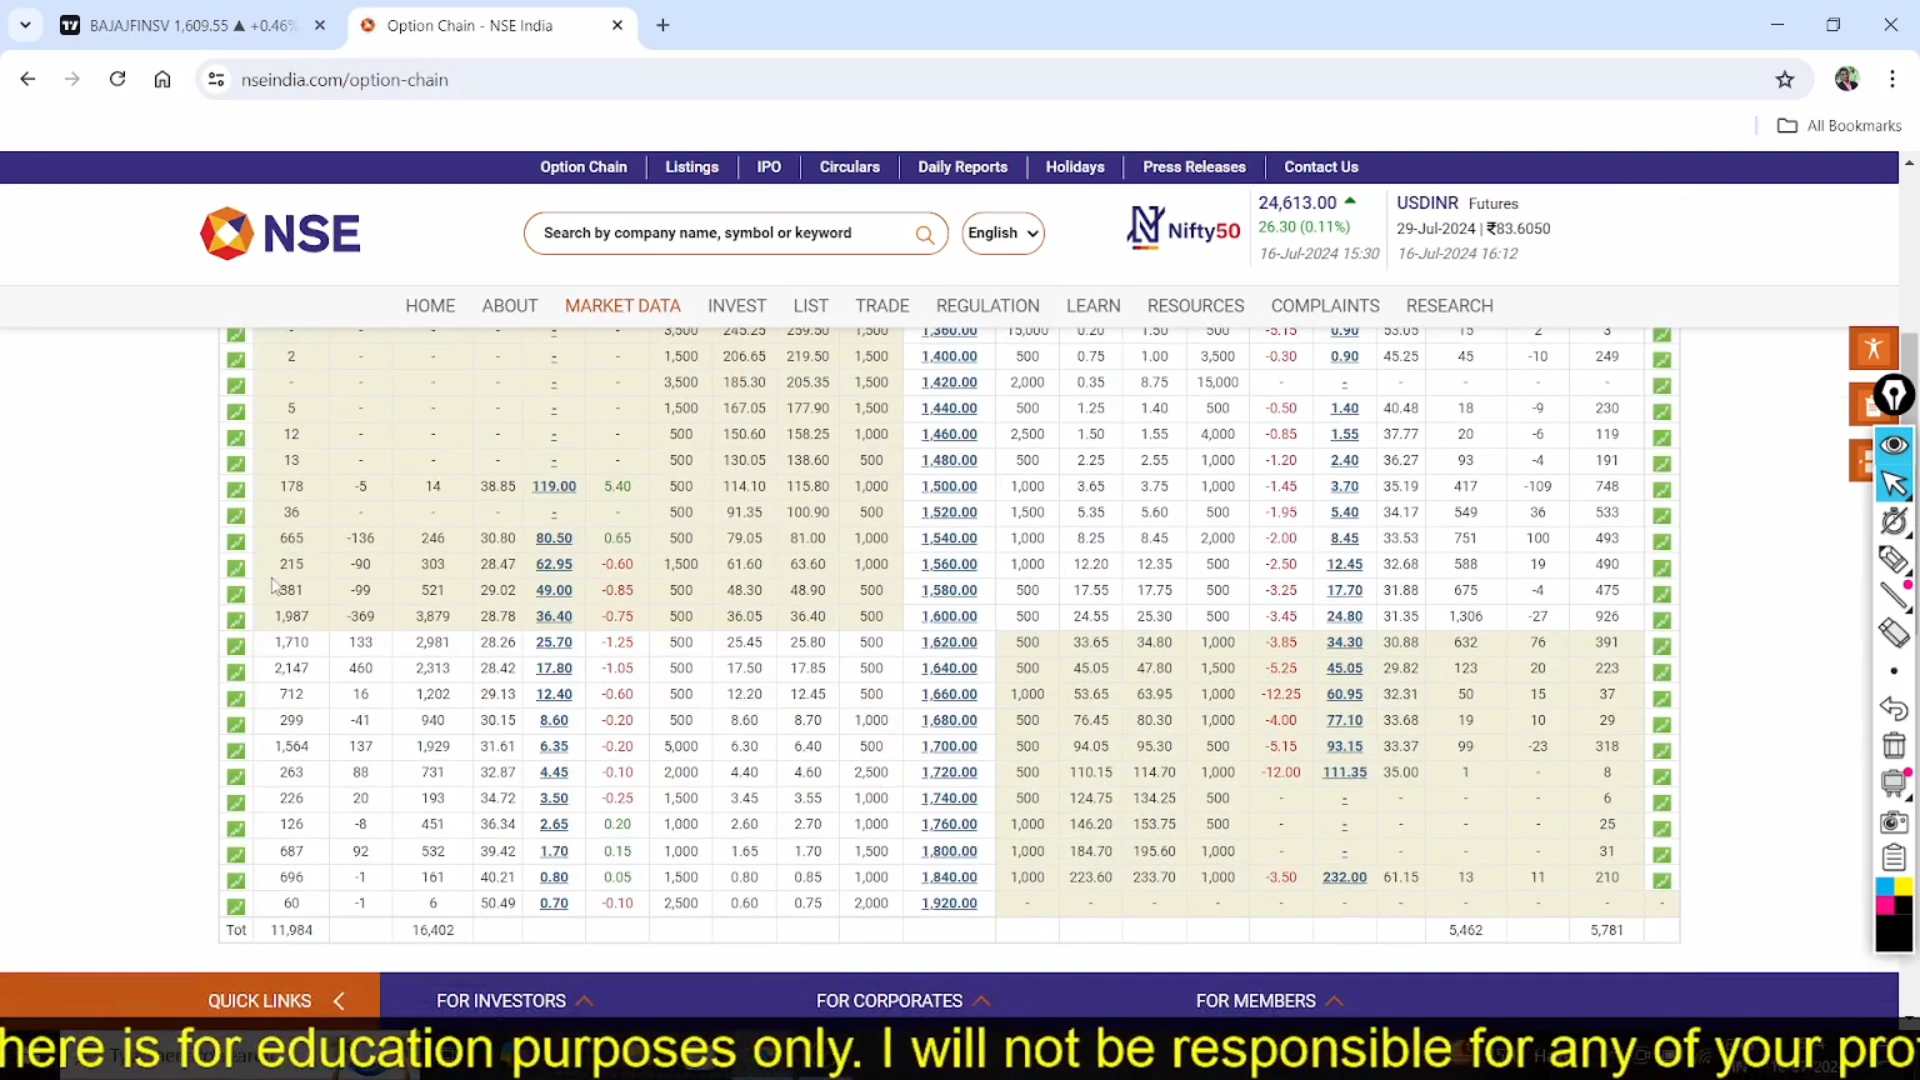 BAJAJFINSV 1,609.55 ▲ +0.46%
Option Chain - NSE India
nseindia.com/option-chain
All Bookmarks
Option Chain Listings IPO Circulars Daily Reports Holidays Press Releases Contact Us
NSE
Search by company name, symbol or keyword
English
Nifty50
24,613.00
26.30 (0.11%)
16-Jul-2024 15:30
USDINR Futures
29-Jul-2024 | ₹83.6050
16-Jul-2024 16:12
HOME ABOUT MARKET DATA INVEST LIST TRADE REGULATION LEARN RESOURCES COMPLAINTS RESEARCH
- - - - - - 3,500 245.25 259.50 1,500 1,360.00 15,000 0.20 1.50 500 -5.15 0.90 53.05 15 2 3
2 - - - - - 1,500 206.65 219.50 1,500 1,400.00 500 0.75 1.00 3,500 -0.30 0.90 45.25 45 -10 249
- - - - - - 3,500 185.30 205.35 1,500 1,420.00 2,000 0.35 8.75 15,000 - - - - - -
5 - - - - - 1,500 167.05 177.90 1,500 1,440.00 500 1.25 1.40 500 -0.50 1.40 40.48 18 -9 230
12 - - - - - 500 150.60 158.25 1,000 1,460.00 2,500 1.50 1.55 4,000 -0.85 1.55 37.77 20 -6 119
13 - - - - - 500 130.05 138.60 500 1,480.00 500 2.25 2.55 1,000 -1.20 2.40 36.27 93 -4 191
178 -5 14 38.85 119.00 5.40 500 114.10 115.80 1,000 1,500.00 1,000 3.65 3.75 1,000 -1.45 3.70 35.19 417 -109 748
36 - - - - - 500 91.35 100.90 500 1,520.00 1,500 5.35 5.60 500 -1.95 5.40 34.17 549 36 533
665 -136 246 30.80 80.50 0.65 500 79.05 81.00 1,000 1,540.00 1,000 8.25 8.45 2,000 -2.00 8.45 33.53 751 100 493
215 -90 303 28.47 62.95 -0.60 1,500 61.60 63.60 1,000 1,560.00 1,000 12.20 12.35 500 -2.50 12.45 32.68 588 19 490
381 -99 521 29.02 49.00 -0.85 500 48.30 48.90 500 1,580.00 500 17.55 17.75 500 -3.25 17.70 31.88 675 -4 475
1,987 -369 3,879 28.78 36.40 -0.75 500 36.05 36.40 500 1,600.00 500 24.55 25.30 500 -3.45 24.80 31.35 1,306 -27 926
1,710 133 2,981 28.26 25.70 -1.25 500 25.45 25.80 500 1,620.00 500 33.65 34.80 1,000 -3.85 34.30 30.88 632 76 391
2,147 460 2,313 28.42 17.80 -1.05 500 17.50 17.85 500 1,640.00 500 45.05 47.80 1,500 -5.25 45.05 29.82 123 20 223
712 16 1,202 29.13 12.40 -0.60 500 12.20 12.45 500 1,660.00 1,000 53.65 63.95 1,000 -12.25 60.95 32.31 50 15 37
299 -41 940 30.15 8.60 -0.20 500 8.60 8.70 1,000 1,680.00 500 76.45 80.30 1,000 -4.00 77.10 33.68 19 10 29
1,564 137 1,929 31.61 6.35 -0.20 5,000 6.30 6.40 500 1,700.00 500 94.05 95.30 500 -5.15 93.15 33.37 99 -23 318
263 88 731 32.87 4.45 -0.10 2,000 4.40 4.60 2,500 1,720.00 500 110.15 114.70 1,000 -12.00 111.35 35.00 1 - 8
226 20 193 34.72 3.50 -0.25 1,500 3.45 3.55 1,000 1,740.00 500 124.75 134.25 500 - - - - - 6
126 -8 451 36.34 2.65 0.20 1,000 2.60 2.70 1,000 1,760.00 1,000 146.20 153.75 500 - - - - - 25
687 92 532 39.42 1.70 0.15 1,000 1.65 1.70 1,500 1,800.00 1,000 184.70 195.60 1,000 - - - - - 31
696 -1 161 40.21 0.80 0.05 1,500 0.80 0.85 1,000 1,840.00 1,000 223.60 233.70 1,000 -3.50 232.00 61.15 13 11 210
60 -1 6 50.49 0.70 -0.10 2,500 0.60 0.75 2,000 1,920.00 - - - - - - - - - -
Tot 11,984 16,402 5,462 5,781
QUICK LINKS FOR INVESTORS FOR CORPORATES FOR MEMBERS
here is for education purposes only. I will not be responsible for any of your pro